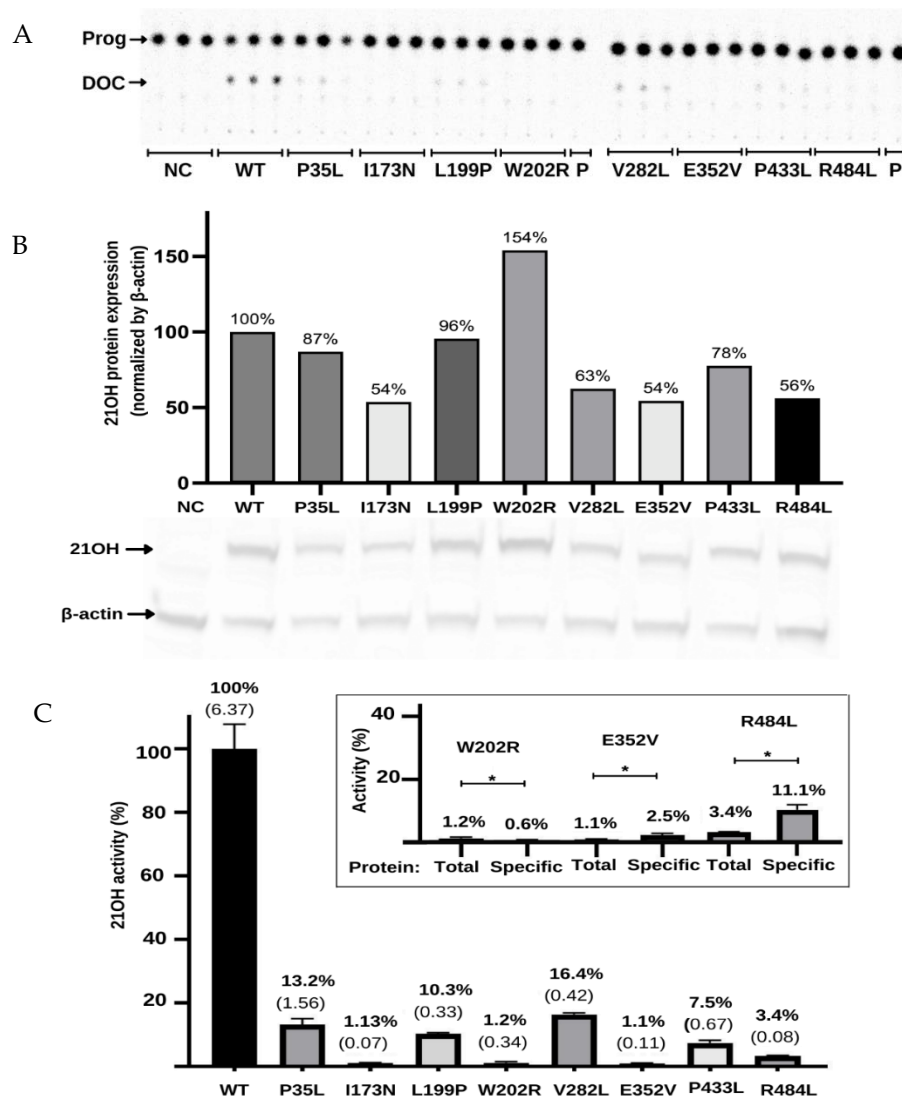 A
Prog
DOC
NC WT P35L I173N L199P W202R P V282L E352V P433L R484L P
B
21OH protein expression
(normalized by β-actin)
150
100
50
0
100%
87%
54%
96%
154%
63%
54%
78%
56%
NC WT P35L I173N L199P W202R V282L E352V P433L R484L
21OH
β-actin
C
21OH activity (%)
100
80
60
40
20
100%
(6.37)
13.2%
(1.56)
1.13%
(0.07)
10.3%
(0.33)
1.2%
(0.34)
16.4%
(0.42)
1.1%
(0.11)
7.5%
(0.67)
3.4%
(0.08)
WT P35L I173N L199P W202R V282L E352V P433L R484L
Activity (%)
40
20
W202R
*
E352V
*
R484L
*
1.2% 0.6% 1.1% 2.5% 3.4% 11.1%
Protein: Total Specific Total Specific Total Specific